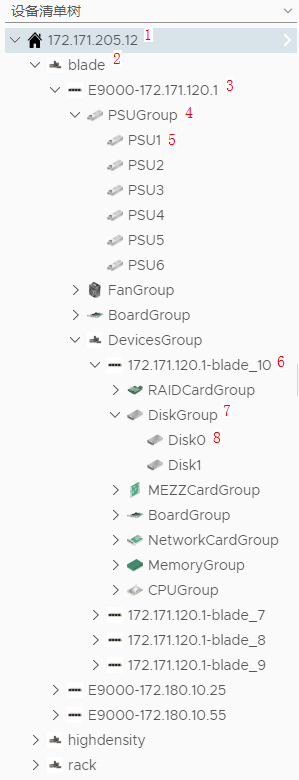 设备清单树
172.171.205.12 1
blade 2
E9000-172.171.120.1 3
PSUGroup 4
PSU1 5
PSU2
PSU3
PSU4
PSU5
PSU6
FanGroup
BoardGroup
DevicesGroup
172.171.120.1-blade_10 6
RAIDCardGroup
DiskGroup 7
Disk0 8
Disk1
MEZZCardGroup
BoardGroup
NetworkCardGroup
MemoryGroup
CPUGroup
172.171.120.1-blade_7
172.171.120.1-blade_8
172.171.120.1-blade_9
E9000-172.180.10.25
E9000-172.180.10.55
highdensity
rack